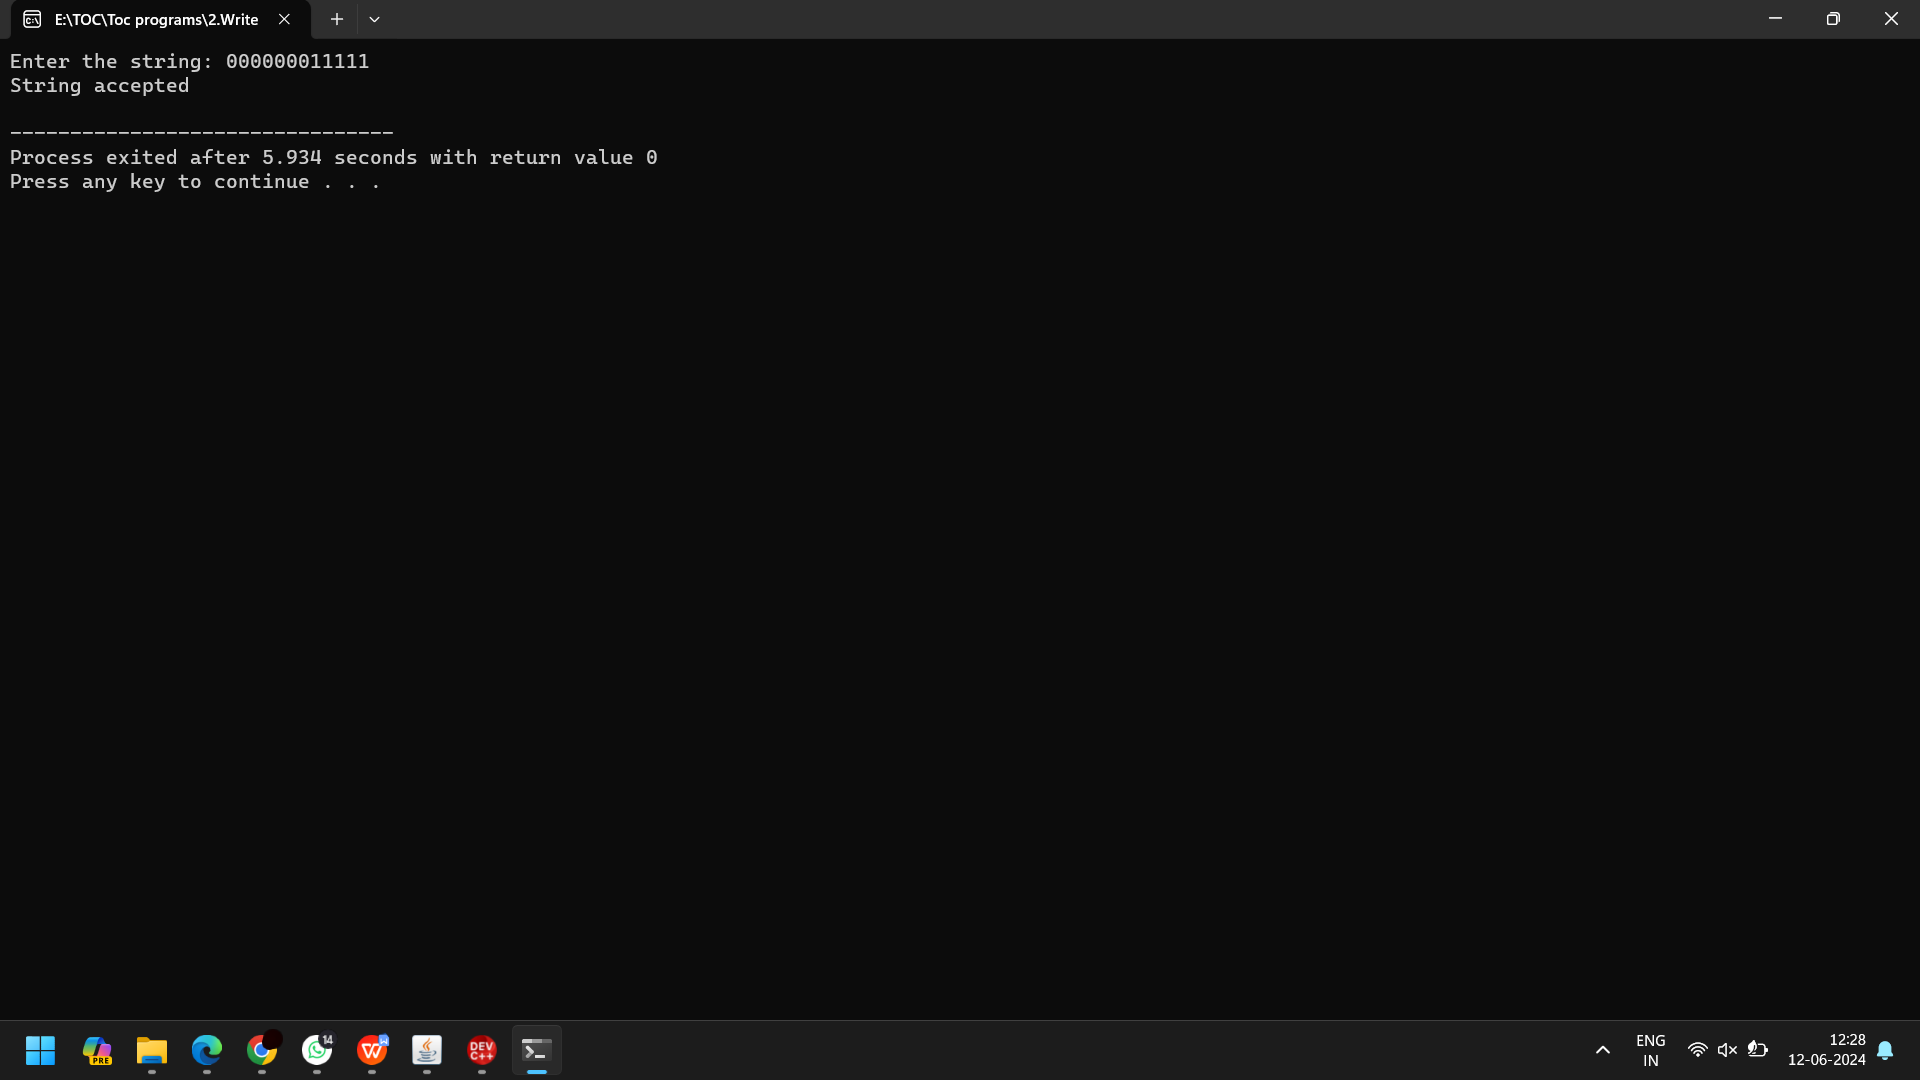 E:\TOC\Toc programs\2.Write
Enter the string: 000000011111
String accepted
--------------------------------
Process exited after 5.934 seconds with return value 0
Press any key to continue . . .
PRE
14
W
DEV
C++
ENG
IN
12:28
12-06-2024